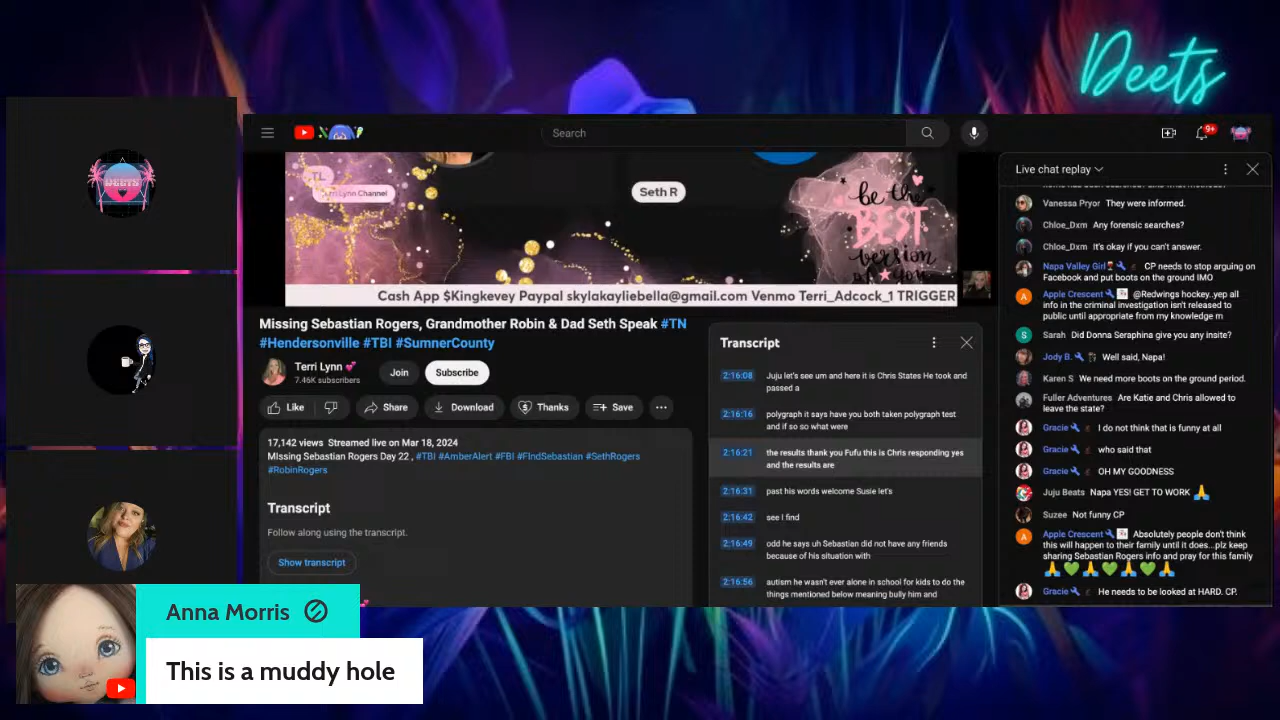 Deets
DEETS
Search
9+
TL
Lynn Channel
Seth R
be the
BEST
version
of you
Cash App $Kingkevey Paypal skylakayliebella@gmail.com Venmo Terri_Adcock_1 TRIGGER
Missing Sebastian Rogers, Grandmother Robin & Dad Seth Speak #TN
#Hendersonville #TBI #SumnerCounty
Terri Lynn 💕
7.46K subscribers
Join
Subscribe
Like
Share
Download
Thanks
Save
17,142 views Streamed live on Mar 18, 2024
Missing Sebastian Rogers Day 22 , #TBI #AmberAlert #FBI #FIndSebastian #SethRogers
#RobinRogers
Transcript
Follow along using the transcript.
Show transcript
Transcript
2:16:08 Juju let's see um and here it is Chris States He took and
passed a
2:16:16 polygraph it says have you both taken polygraph test
and if so so what were
2:16:21 the results thank you Fufu this is Chris responding yes
and the results are
2:16:31 past his words welcome Susie let's
2:16:42 see I find
2:16:49 odd he says uh Sebastian did not have any friends
because of his situation with
2:16:56 autism he wasn't ever alone in school for kids to do the
things mentioned below meaning bully him and
Live chat replay
Vanessa Pryor They were informed.
Chloe_Dxm Any forensic searches?
Chloe_Dxm It's okay if you can't answer.
Napa Valley Girl🍷 CP needs to stop arguing on
Facebook and put boots on the ground IMO
Apple Crescent @Redwings hockey..yep all
info in the criminal investigation isn't released to
public until appropriate from my knowledge m
Sarah Did Donna Seraphina give you any insite?
Jody B. Well said, Napa!
Karen S We need more boots on the ground period.
Fuller Adventures Are Katie and Chris allowed to
leave the state?
Gracie I do not think that is funny at all
Gracie who said that
Gracie OH MY GOODNESS
Juju Beats Napa YES! GET TO WORK 🙏
Suzee Not funny CP
Apple Crescent Absolutely people don't think
this will happen to their family until it does...plz keep
sharing Sebastian Rogers info and pray for this family
🙏💚🙏💚🙏💚🙏
Gracie He needs to be looked at HARD. CP.
Anna Morris
This is a muddy hole